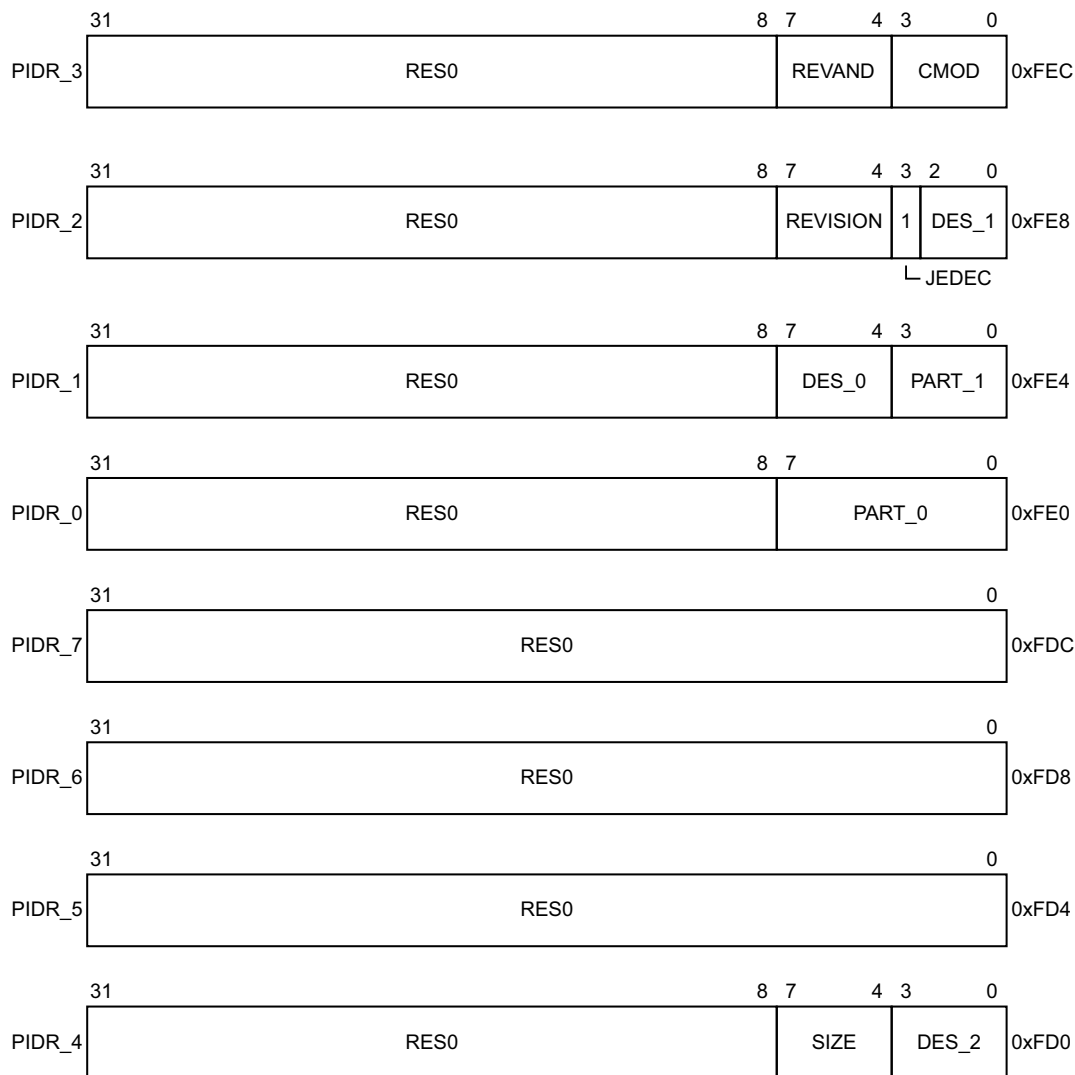 31 8 7 4 3 0
PIDR_3 RES0 REVAND CMOD 0xFEC
31 8 7 4 3 2 0
PIDR_2 RES0 REVISION 1 DES_1 0xFE8
JEDEC
31 8 7 4 3 0
PIDR_1 RES0 DES_0 PART_1 0xFE4
31 8 7 0
PIDR_0 RES0 PART_0 0xFE0
31 0
PIDR_7 RES0 0xFDC
31 0
PIDR_6 RES0 0xFD8
31 0
PIDR_5 RES0 0xFD4
31 8 7 4 3 0
PIDR_4 RES0 SIZE DES_2 0xFD0